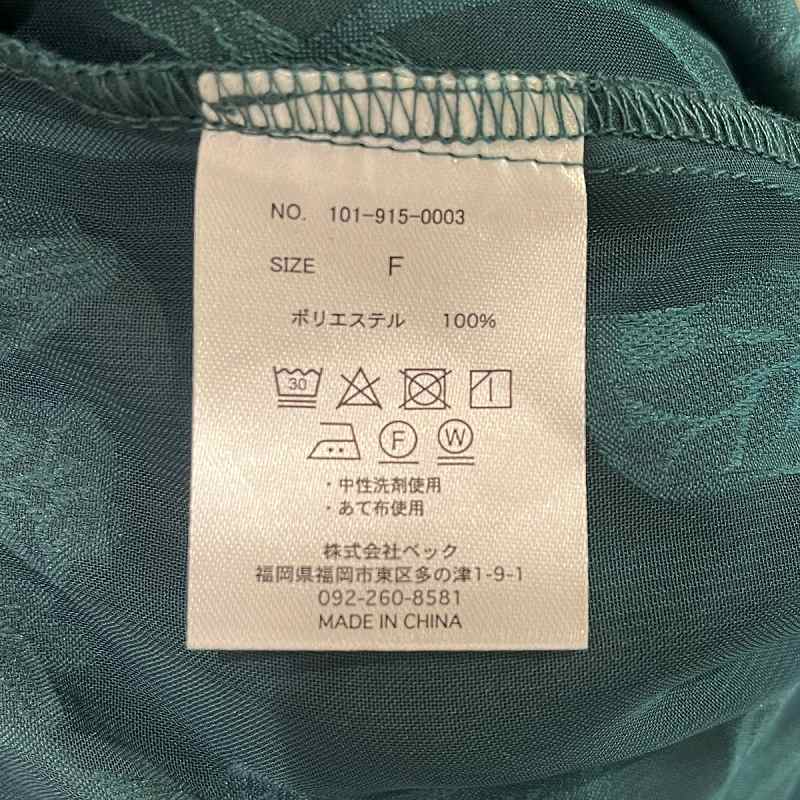 NO. 101-915-0003
SIZE F
ポリエステル 100%
30
F W
・中性洗剤使用
・あて布使用
株式会社ベック
福岡県福岡市東区多の津1-9-1
092-260-8581
MADE IN CHINA